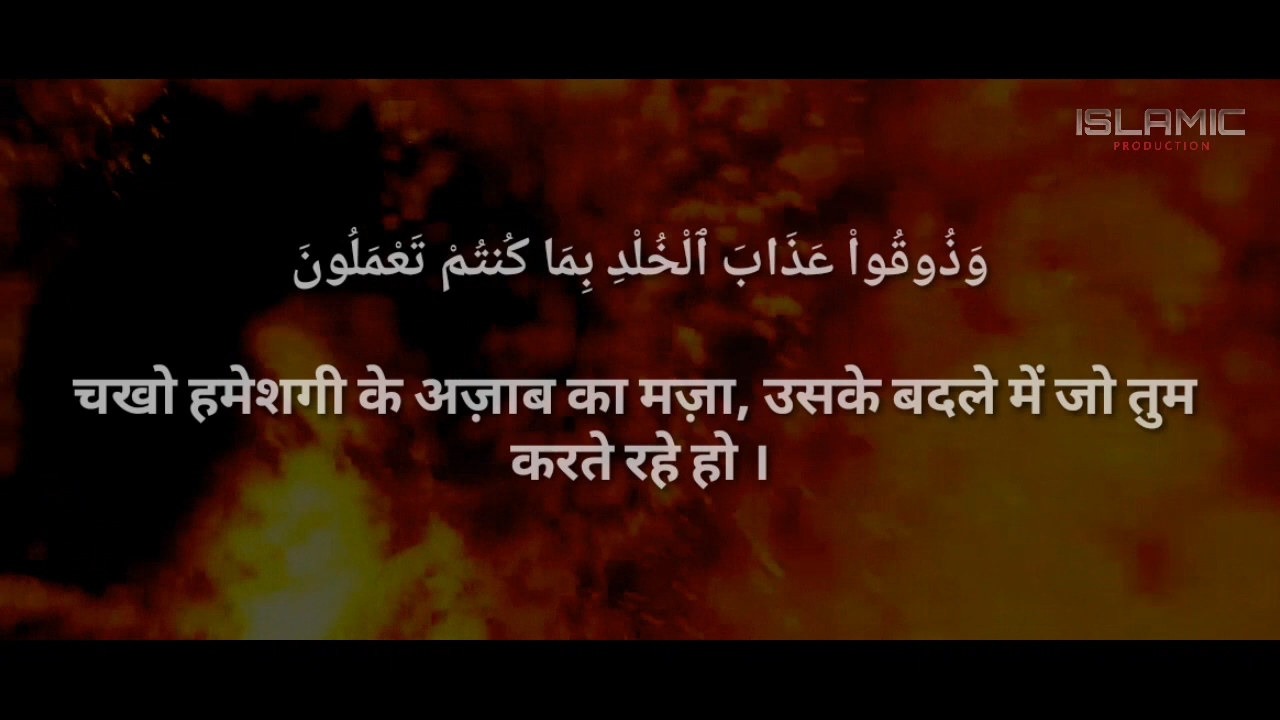 ISLAMIC
PRODUCTION
وَذُوقُوا۟ عَذَابَ ٱلْخُلْدِ بِمَا كُنتُمْ تَعْمَلُونَ
चखो हमेशगी के अज़ाब का मज़ा, उसके बदले में जो तुम
करते रहे हो ।